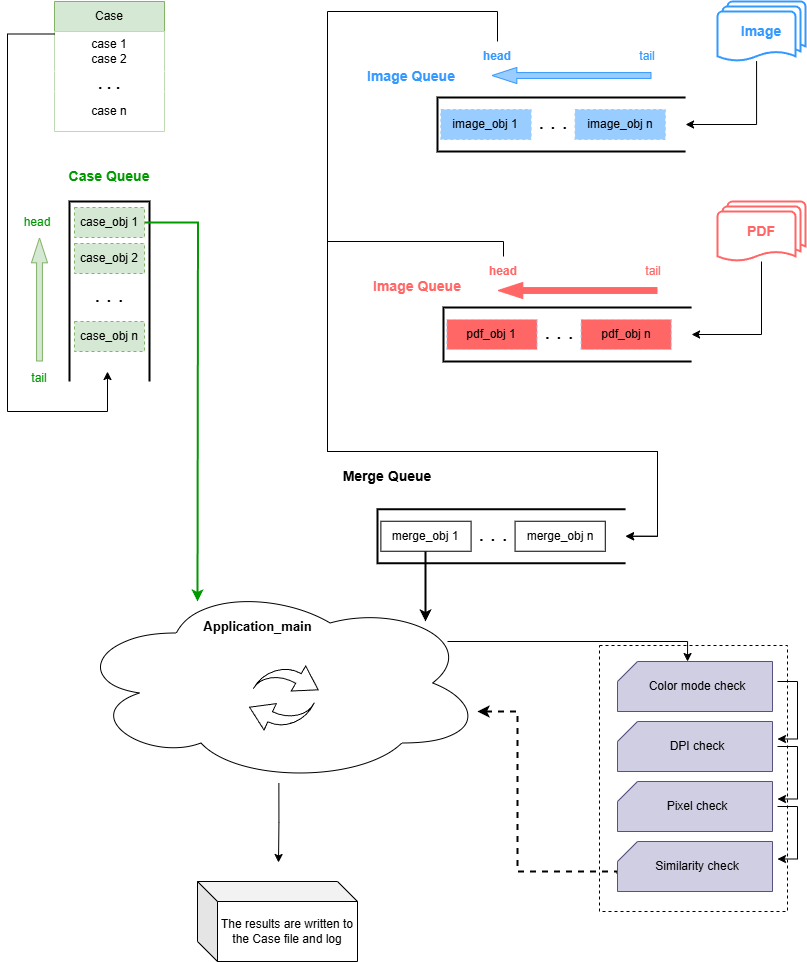 Case
case 1
case 2
. . .
case n
Image
head
tail
Image Queue
image_obj 1
. . .
image_obj n
Case Queue
head
case_obj 1
case_obj 2
. . .
case_obj n
tail
PDF
head
tail
Image Queue
pdf_obj 1
. . .
pdf_obj n
Merge Queue
merge_obj 1
. . .
merge_obj n
Application_main
Color mode check
DPI check
Pixel check
Similarity check
The results are written to
the Case file and log